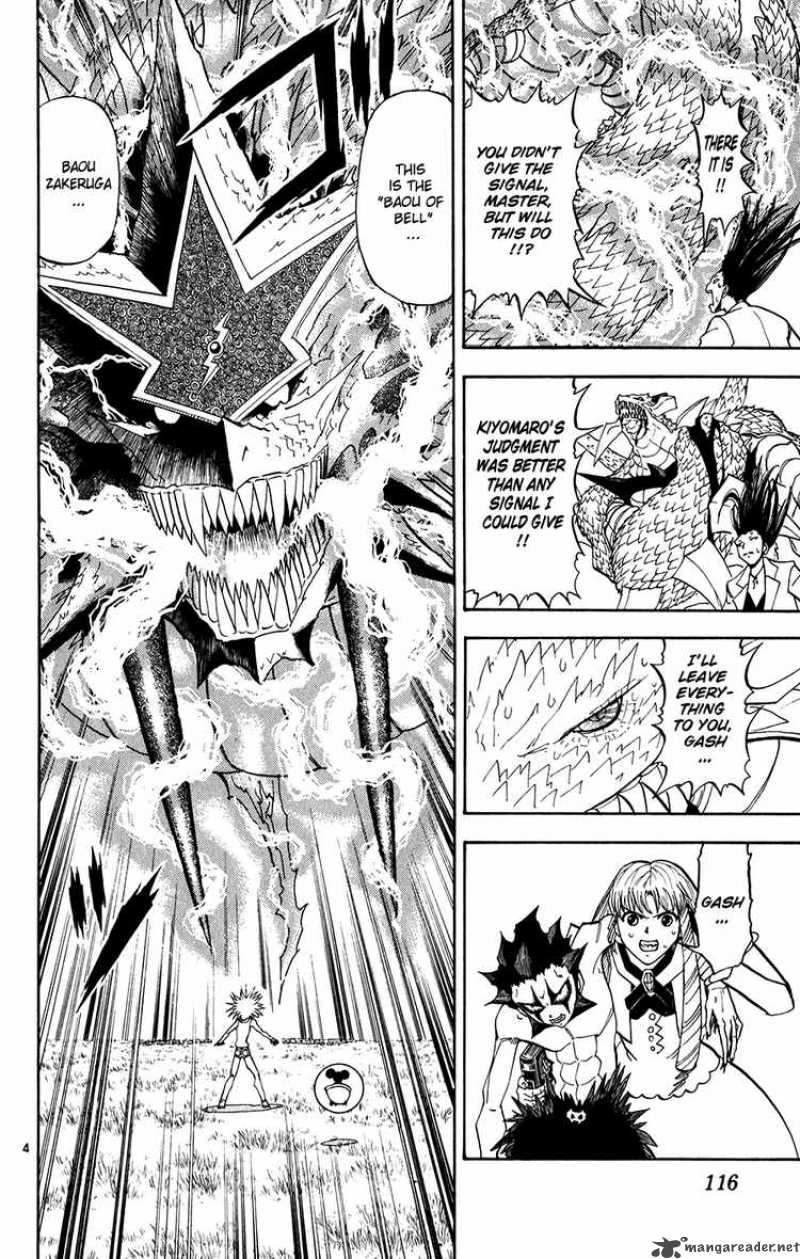 THERE
IT IS
!!
YOU DIDN'T
GIVE THE
SIGNAL,
MASTER,
BUT WILL
THIS DO
!!?
KIYOMARO'S
JUDGMENT
WAS BETTER
THAN ANY
SIGNAL I
COULD GIVE
!!
I'LL
LEAVE
EVERY-
THING
TO YOU,
GASH
...
GASH
...
THIS
IS THE
"BAOU OF
BELL"
...
BAOU
ZAKERUGA
...
4
116
mangareader.net